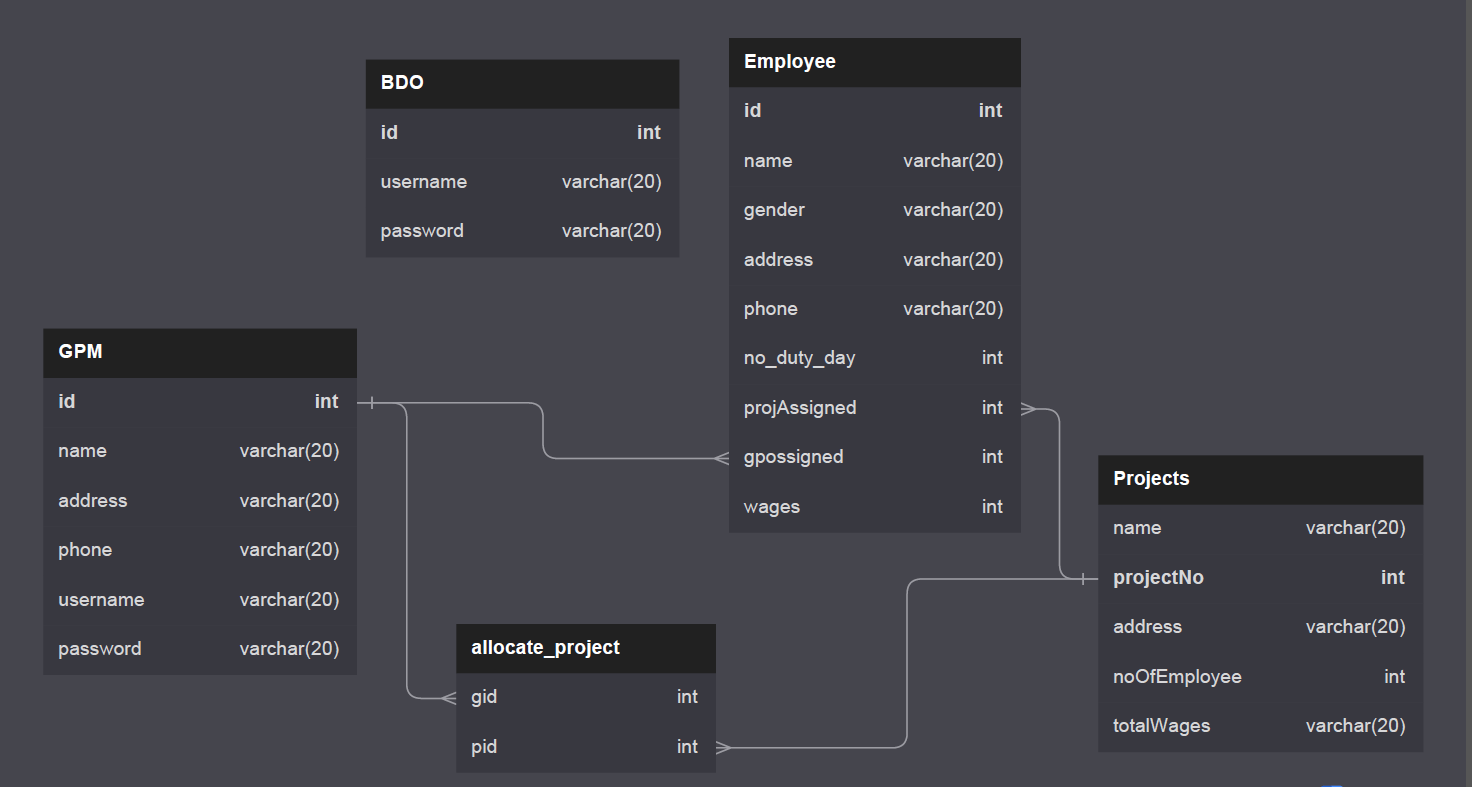 BDO
id int
username varchar(20)
password varchar(20)
Employee
id int
name varchar(20)
gender varchar(20)
address varchar(20)
phone varchar(20)
no_duty_day int
projAssigned int
gpossigned int
wages int
GPM
id int
name varchar(20)
address varchar(20)
phone varchar(20)
username varchar(20)
password varchar(20)
Projects
name varchar(20)
projectNo int
address varchar(20)
noOfEmployee int
totalWages varchar(20)
allocate_project
gid int
pid int